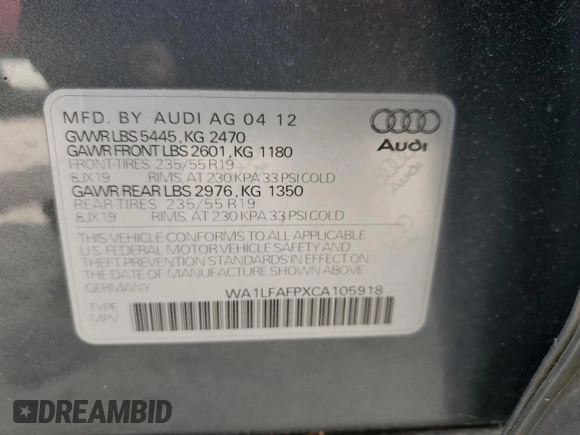 MFD. BY AUDI AG 04 12
GVWR LBS 5445, KG 2470
GAWR FRONT LBS 2601, KG 1180
FRONT-TIRES 235/55 R19
8JX19 RIMS, AT 230 KPA 33 PSI COLD
GAWR REAR LBS 2976, KG 1350
REAR-TIRES 235/55 R19
8JX19 RIMS, AT 230 KPA 33 PSI COLD
THIS VEHICLE CONFORMS TO ALL APPLICABLE
U.S. FEDERAL MOTOR VEHICLE SAFETY AND
THEFT PREVENTION STANDARDS IN EFFECT ON
THE DATE OF MANUFACTURE SHOWN ABOVE
GERMANY WA1LFAFPXCA105918
TYPE:
MPV
Audi
DREAMBID